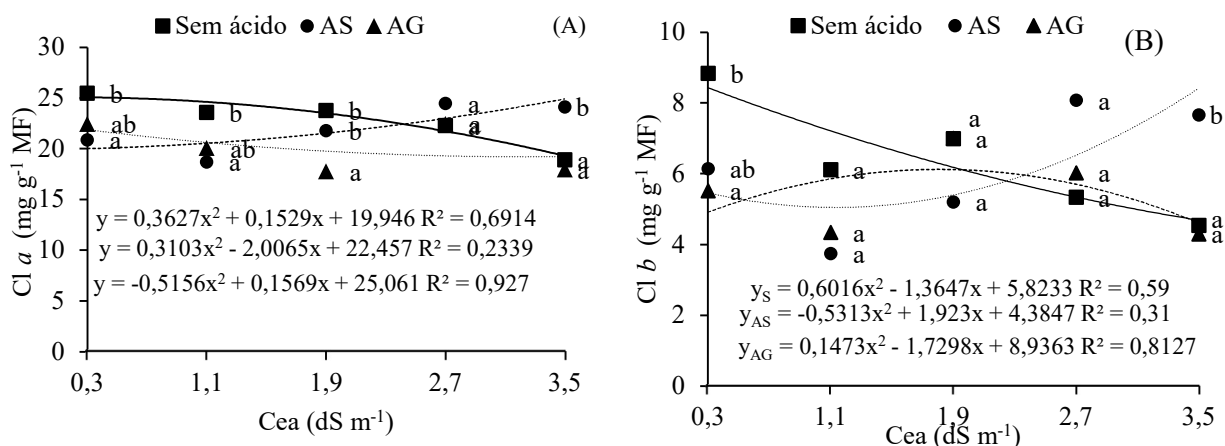 ■ Sem ácido ● AS ▲ AG (A)
30
25
20
15
10
5
0
Cl a (mg g-1 MF)
b
ab
a
b
ab
a
b
b
a
a
a
b
a
a
y = 0,3627x2 + 0,1529x + 19,946 R2 = 0,6914
y = 0,3103x2 - 2,0065x + 22,457 R2 = 0,2339
y = -0,5156x2 + 0,1569x + 25,061 R2 = 0,927
0,3 1,1 1,9 2,7 3,5
Cea (dS m-1)
■ Sem ácido ● AS ▲ AG (B)
10
8
6
4
2
0
Cl b (mg g-1 MF)
b
ab
a
a
a
a
a
a
a
a
a
a
b
a
a
yS = 0,6016x2 - 1,3647x + 5,8233 R2 = 0,59
yAS = -0,5313x2 + 1,923x + 4,3847 R2 = 0,31
yAG = 0,1473x2 - 1,7298x + 8,9363 R2 = 0,8127
0,3 1,1 1,9 2,7 3,5
Cea (dS m-1)